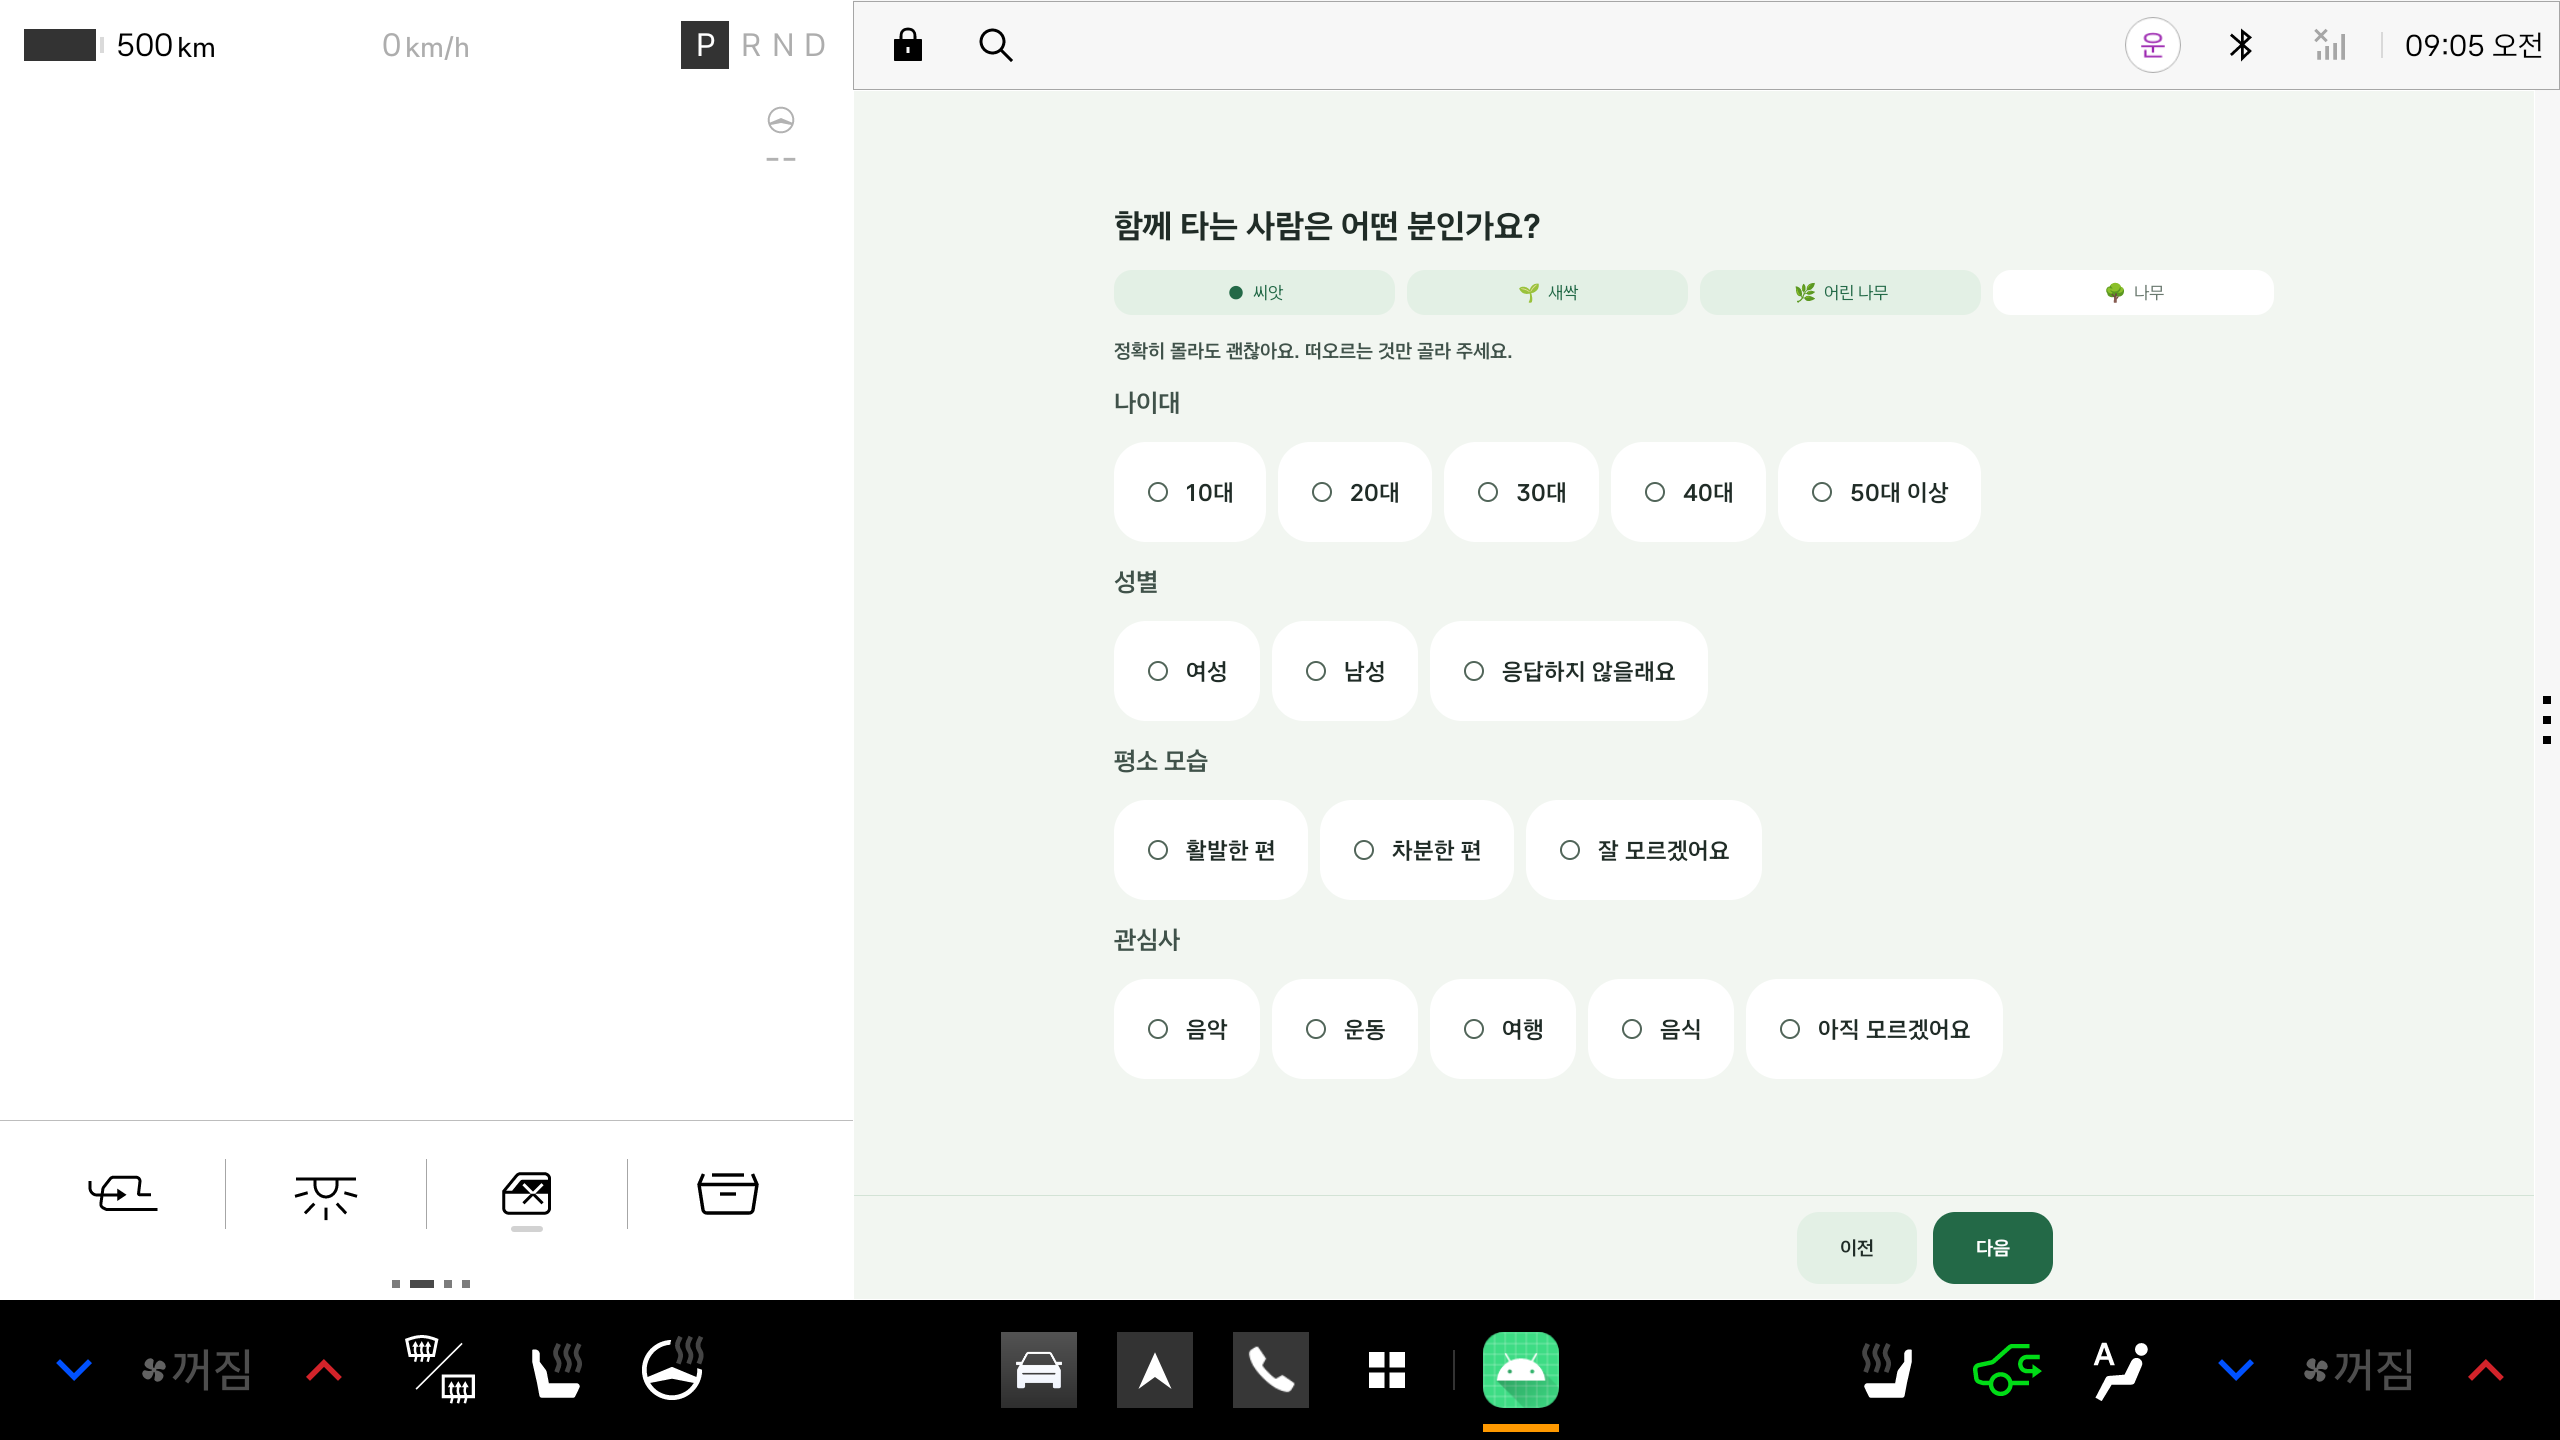 500 km
0 km/h
P R N D
운
09:05 오전
함께 타는 사람은 어떤 분인가요?
씨앗
새싹
어린 나무
나무
정확히 몰라도 괜찮아요. 떠오르는 것만 골라 주세요.
나이대
10대
20대
30대
40대
50대 이상
성별
여성
남성
응답하지 않을래요
평소 모습
활발한 편
차분한 편
잘 모르겠어요
관심사
음악
운동
여행
음식
아직 모르겠어요
이전
다음
꺼짐
A
꺼짐